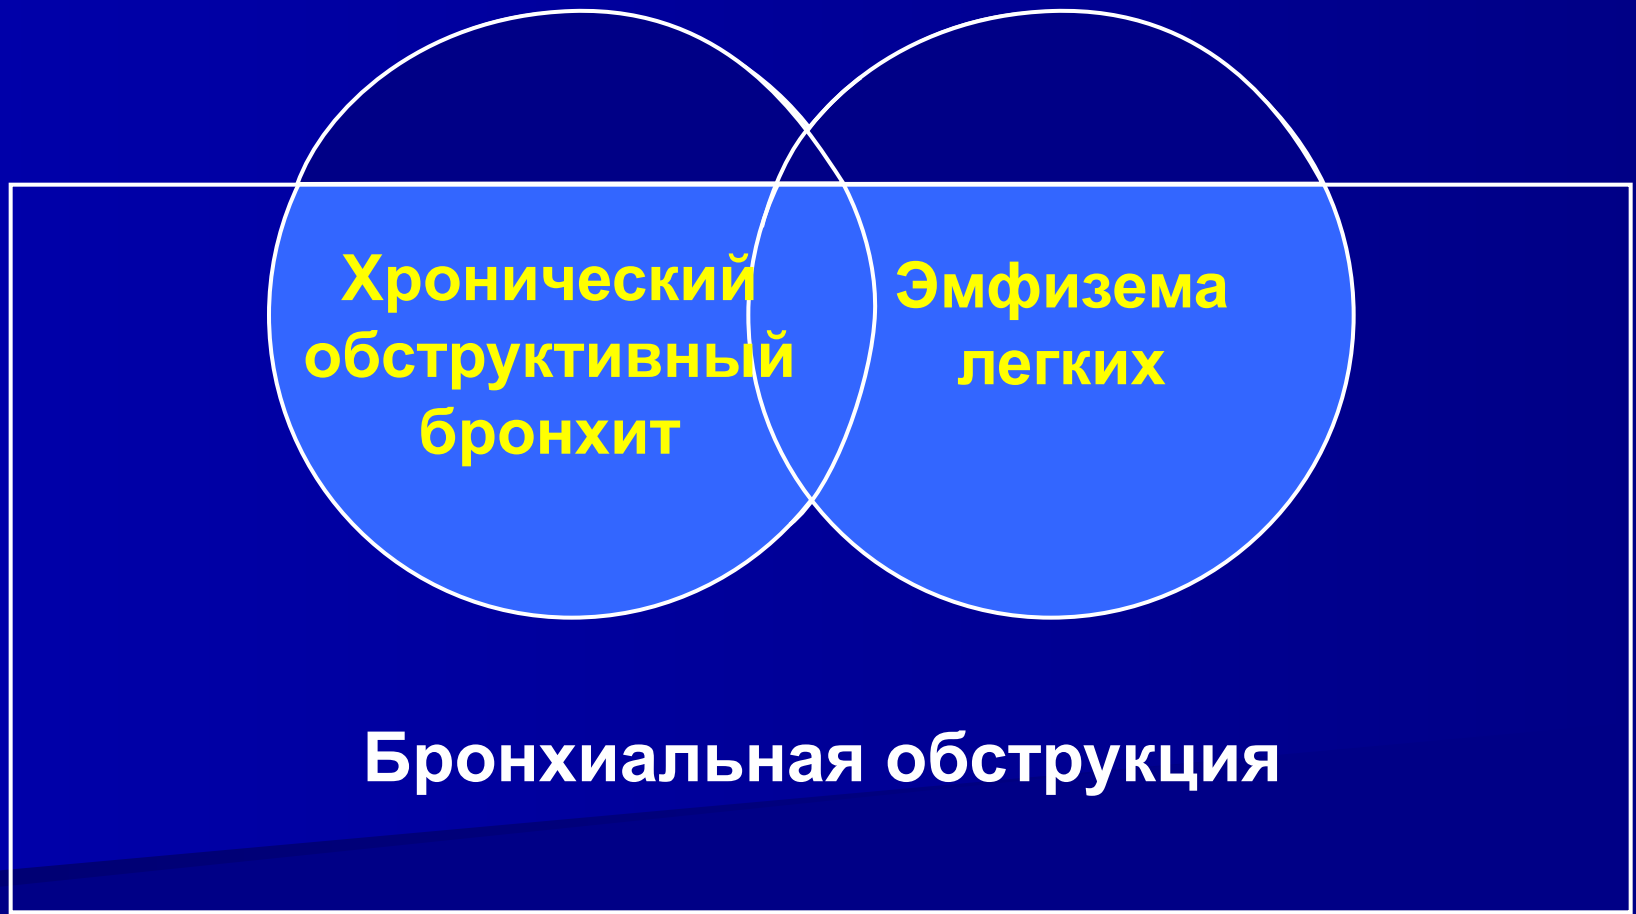 Хронический
обструктивный
бронхит
Эмфизема
легких
Бронхиальная обструкция